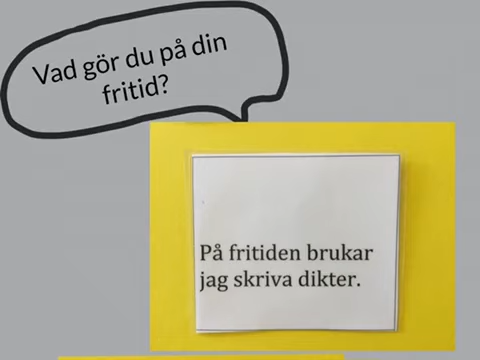 Vad gör du på din
fritid?
På fritiden brukar
jag skriva dikter.